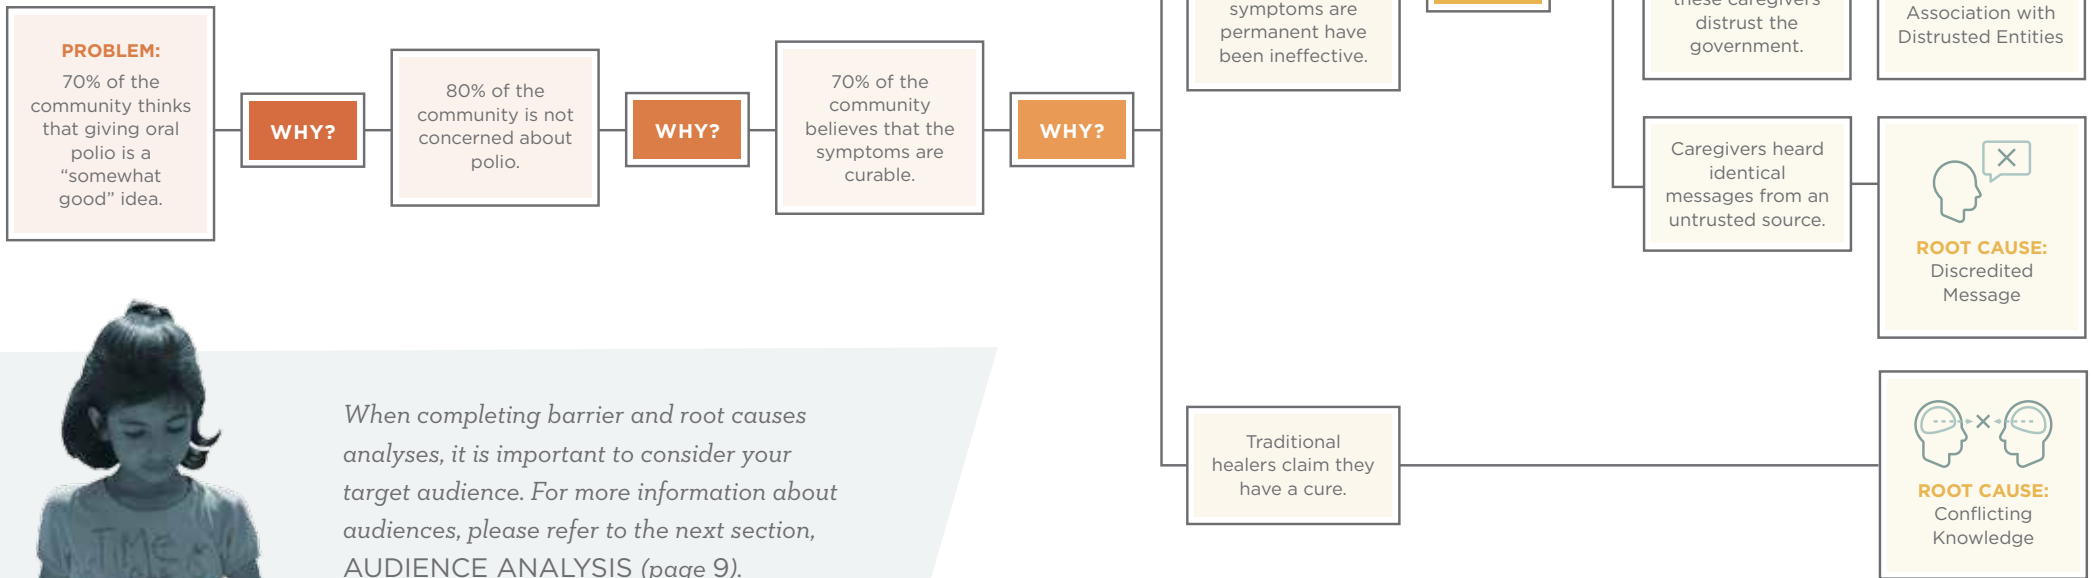 PROBLEM:
70% of the
community thinks
that giving oral
polio is a
“somewhat
good” idea.
WHY?
80% of the
community is not
concerned about
polio.
WHY?
70% of the
community
believes that the
symptoms are
curable.
WHY?
symptoms are
permanent have
been ineffective.
these caregivers
distrust the
government.
Association with
Distrusted Entities
Caregivers heard
identical
messages from an
untrusted source.
ROOT CAUSE:
Discredited
Message
Traditional
healers claim they
have a cure.
ROOT CAUSE:
Conflicting
Knowledge
When completing barrier and root causes
analyses, it is important to consider your
target audience. For more information about
audiences, please refer to the next section,
AUDIENCE ANALYSIS (page 9).
TIME